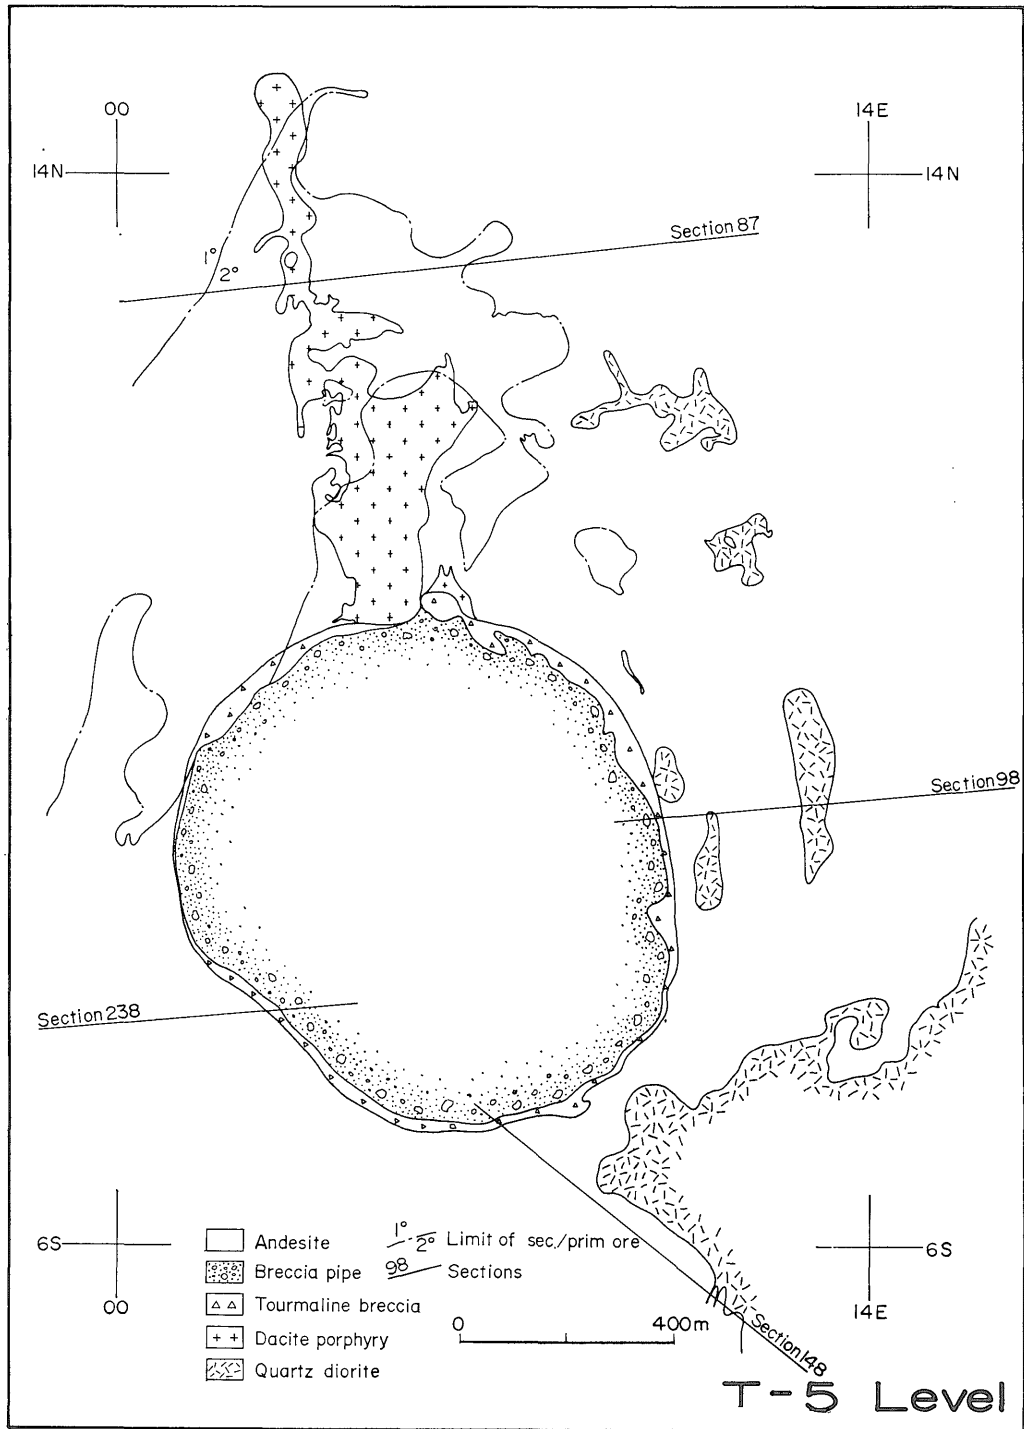 00
14E
14N
14N
Section 87
1°
2°
Section 98
Section 238
6S
6S
00
14E
Andesite
Breccia pipe
Tourmaline breccia
Dacite porphyry
Quartz diorite
1°
2° Limit of sec./prim ore
98 Sections
0 400m
Section 148
T-5 Level